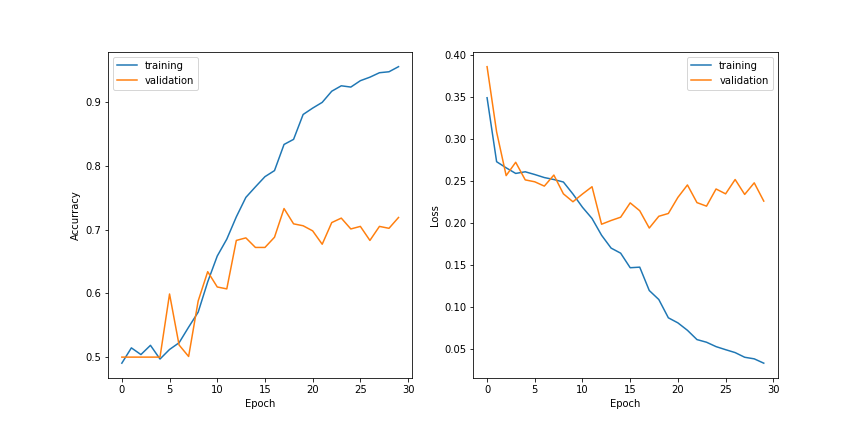 training
validation
0.9
0.8
0.7
0.6
0.5
Accurracy
0 5 10 15 20 25 30
Epoch
training
validation
0.40
0.35
0.30
0.25
0.20
0.15
0.10
0.05
Loss
0 5 10 15 20 25 30
Epoch